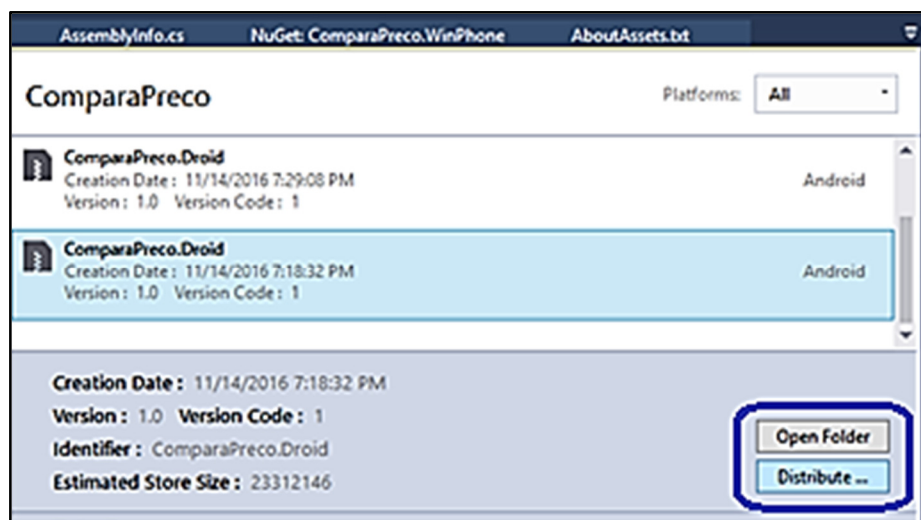 AssemblyInfo.cs NuGet: ComparaPreco.WinPhone AboutAssets.txt
ComparaPreco Platforms: All
ComparaPreco.Droid
Creation Date : 11/14/2016 7:29:08 PM Android
Version : 1.0 Version Code : 1
ComparaPreco.Droid
Creation Date : 11/14/2016 7:18:32 PM Android
Version : 1.0 Version Code : 1
Creation Date : 11/14/2016 7:18:32 PM
Version : 1.0 Version Code : 1
Open Folder
Identifier : ComparaPreco.Droid
Distribute ...
Estimated Store Size : 23312146